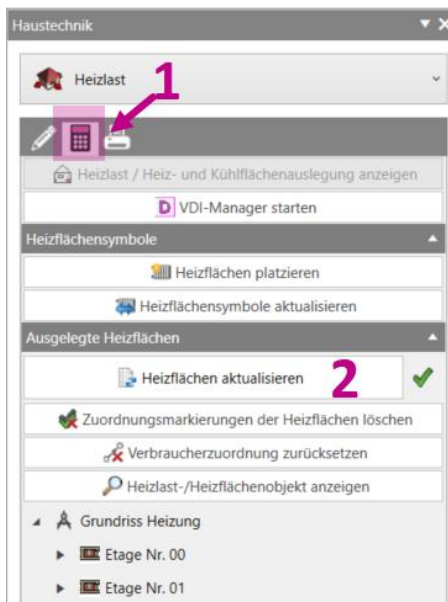 Haustechnik
Heizlast
1
Heizlast / Heiz- und Kühlflächenauslegung anzeigen
D VDI-Manager starten
Heizflächensymbole
Heizflächen platzieren
Heizflächensymbole aktualisieren
Ausgelegte Heizflächen
Heizflächen aktualisieren 2
Zuordnungsmarkierungen der Heizflächen löschen
Verbraucherzuordnung zurücksetzen
Heizlast-/Heizflächenobjekt anzeigen
Grundriss Heizung
Etage Nr. 00
Etage Nr. 01